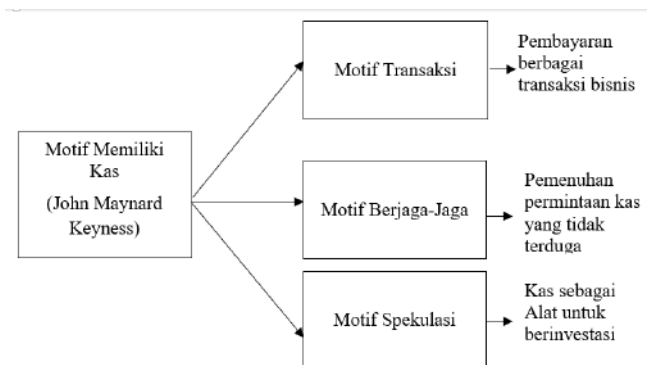 Motif Memiliki
Kas
(John Maynard
Keyness)
Motif Transaksi
Pembayaran
berbagai
transaksi bisnis
Motif Berjaga-Jaga
Pemenuhan
permintaan kas
yang tidak
terduga
Motif Spekulasi
Kas sebagai
Alat untuk
berinvestasi